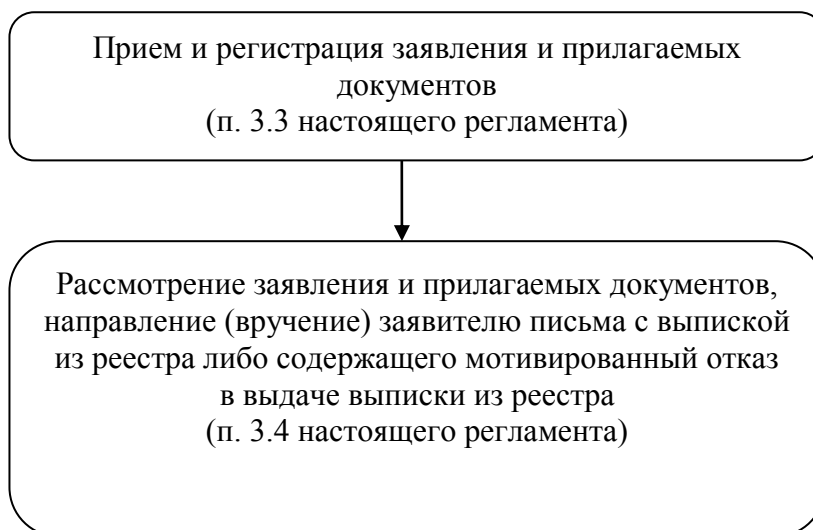 Прием и регистрация заявления и прилагаемых
документов
(п. 3.3 настоящего регламента)
Рассмотрение заявления и прилагаемых документов,
направление (вручение) заявителю письма с выпиской
из реестра либо содержащего мотивированный отказ
в выдаче выписки из реестра
(п. 3.4 настоящего регламента)